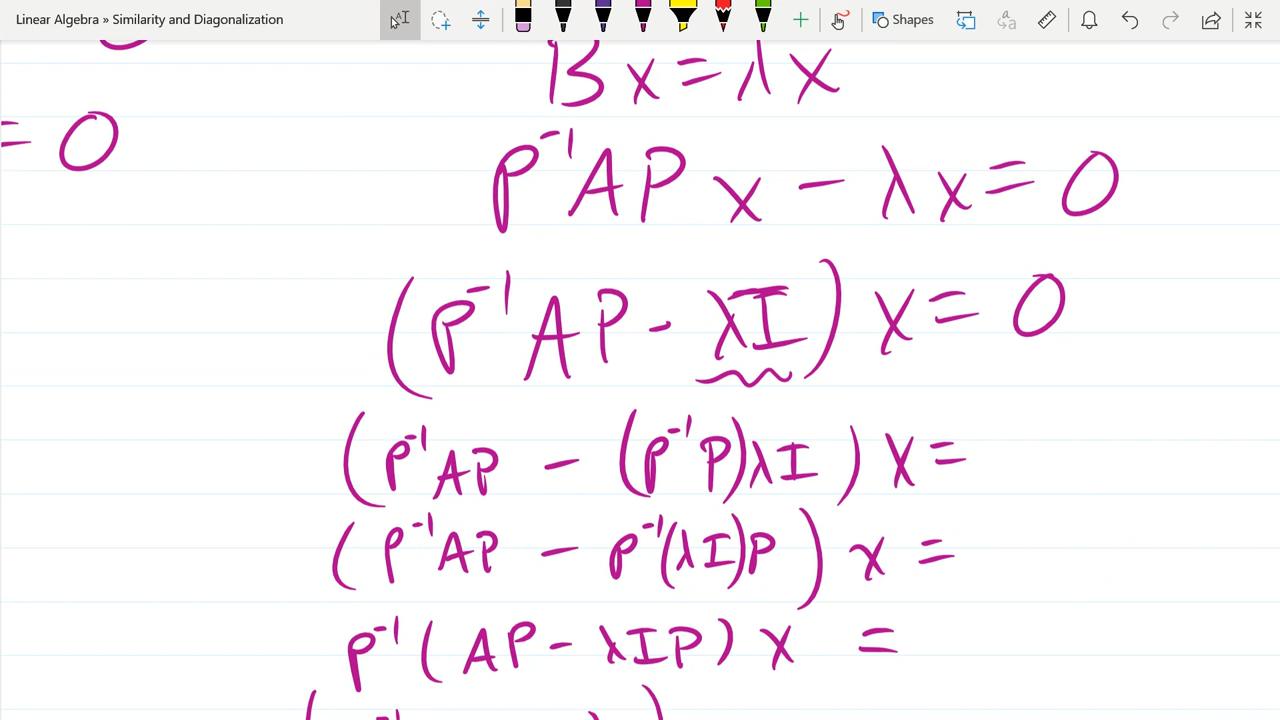 Linear Algebra » Similarity and Diagonalization
Shapes
Bx = λx
= 0
P⁻¹AP x − λx = 0
(P⁻¹AP − λI) x = 0
(P⁻¹AP − (P⁻¹P)λI) x =
(P⁻¹AP − P⁻¹(λI)P) x =
P⁻¹(AP − λIP) x =